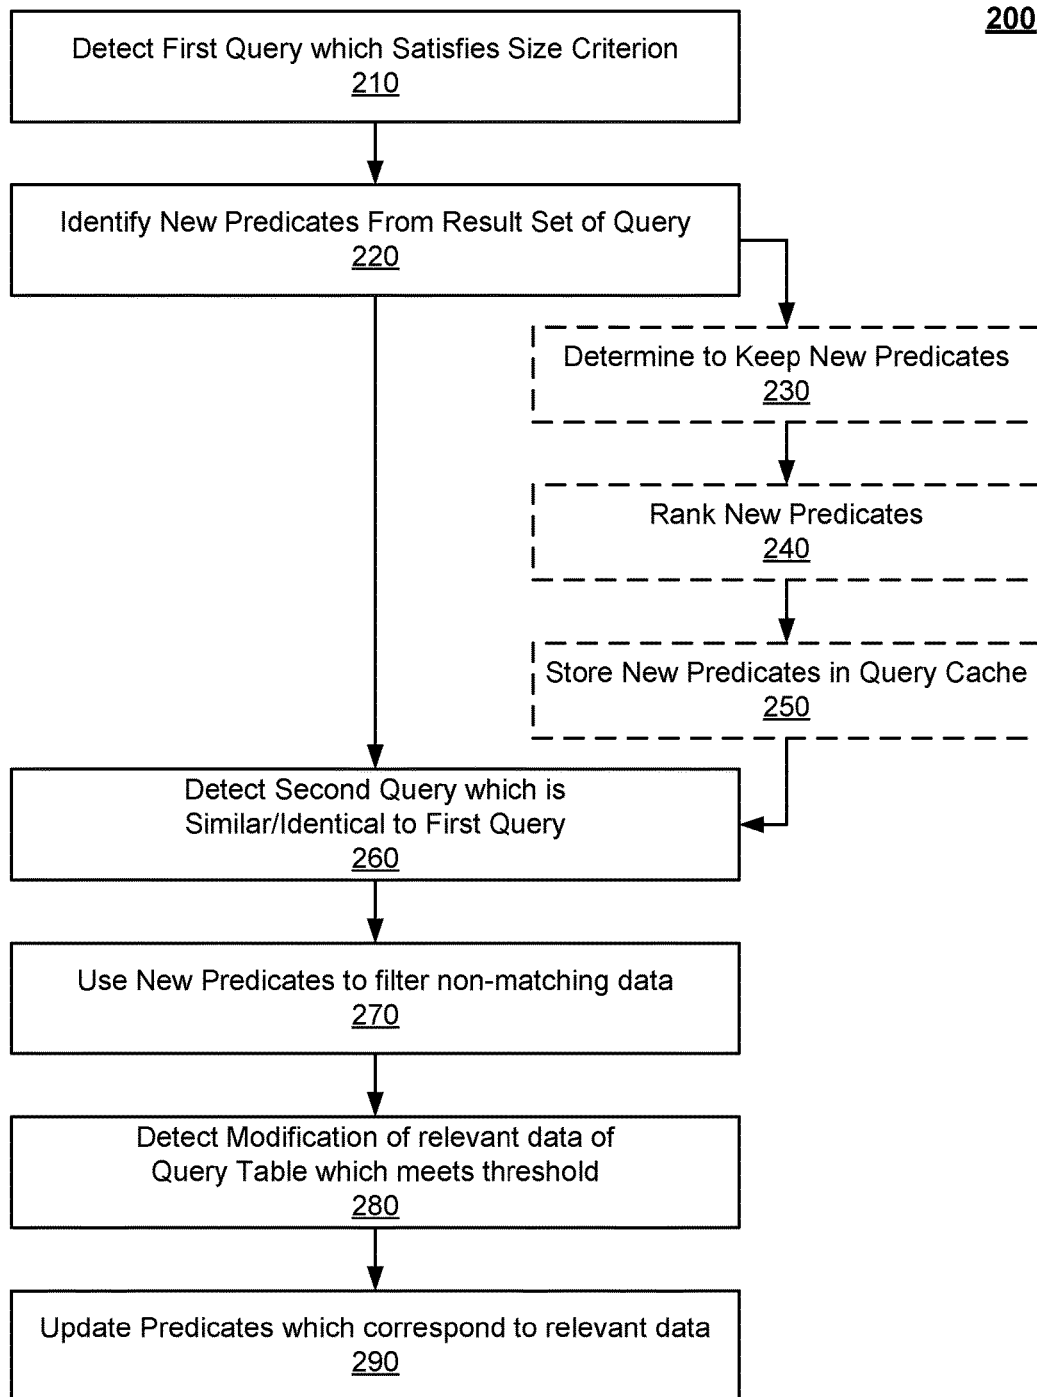 200
Detect First Query which Satisfies Size Criterion
210
Identify New Predicates From Result Set of Query
220
Determine to Keep New Predicates
230
Rank New Predicates
240
Store New Predicates in Query Cache
250
Detect Second Query which is
Similar/Identical to First Query
260
Use New Predicates to filter non-matching data
270
Detect Modification of relevant data of
Query Table which meets threshold
280
Update Predicates which correspond to relevant data
290